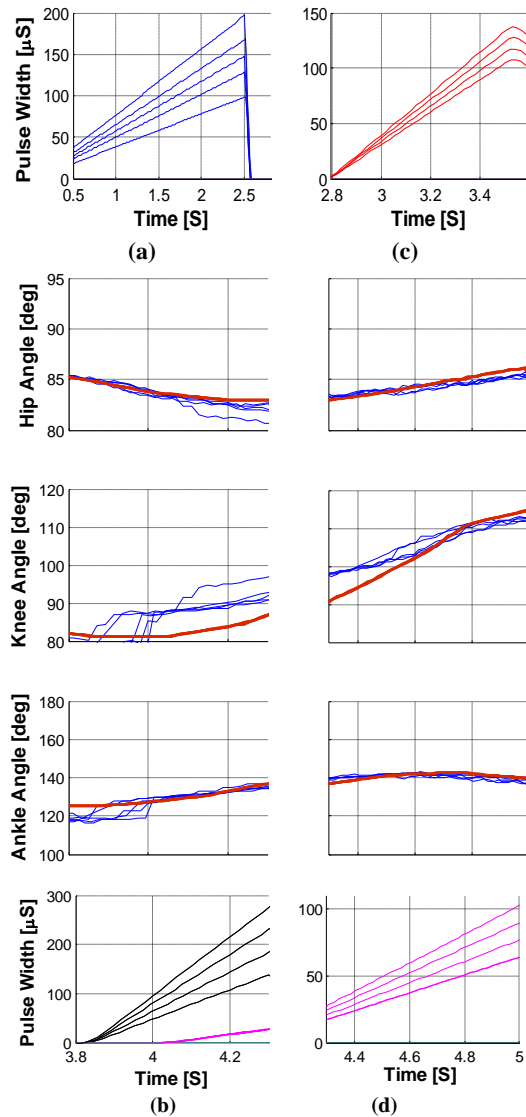 200
150
100
50
0
Pulse Width [µS]
0.5 1 1.5 2 2.5
Time [S]
(a)
150
100
50
0
2.8 3 3.2 3.4
Time [S]
(c)
95
90
85
80
Hip Angle [deg]
120
110
100
90
80
Knee Angle [deg]
180
160
140
120
100
Ankle Angle [deg]
300
200
100
0
Pulse Width [µS]
3.8 4 4.2
Time [S]
(b)
100
50
0
4.4 4.6 4.8 5
Time [S]
(d)